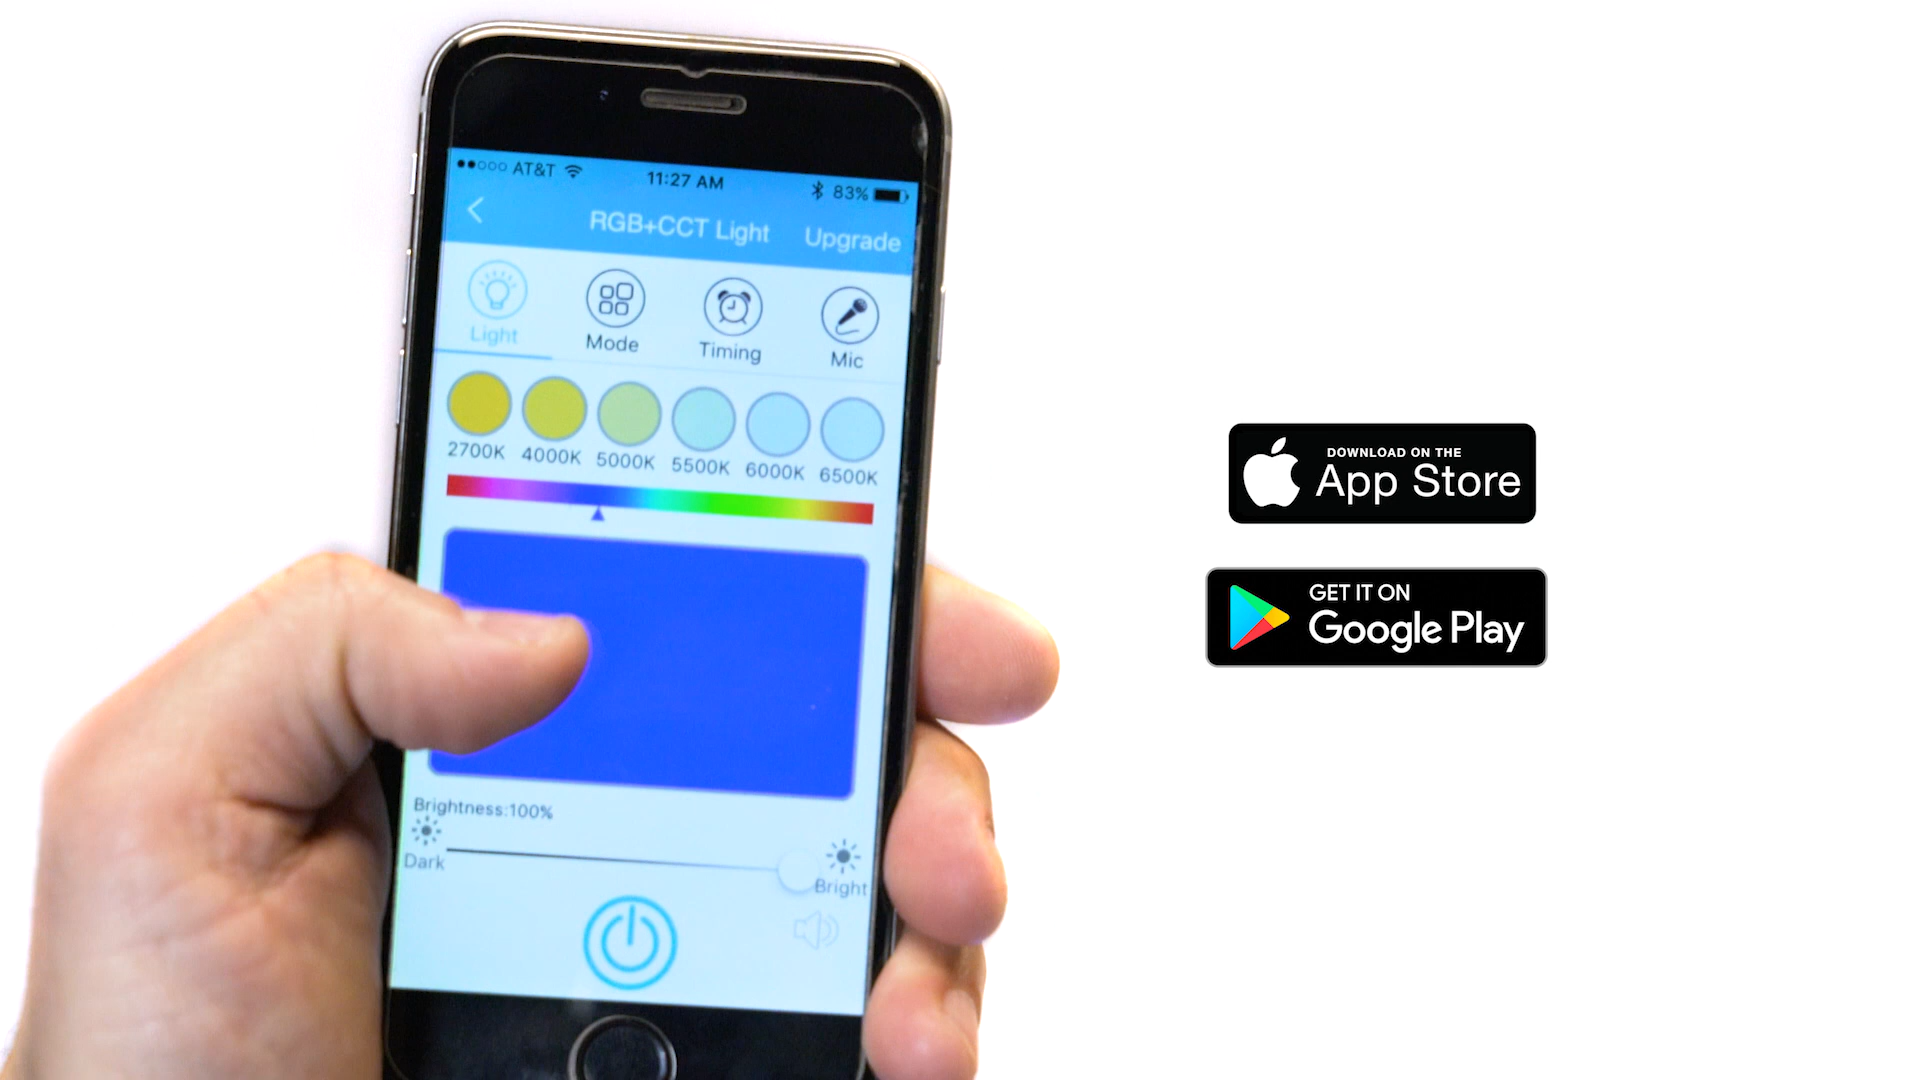 AT&T 11:27 AM 83%
RGB+CCT Light Upgrade
Light Mode Timing Mic
2700K 4000K 5000K 5500K 6000K 6500K
Brightness:100%
Dark Bright
DOWNLOAD ON THE
App Store
GET IT ON
Google Play